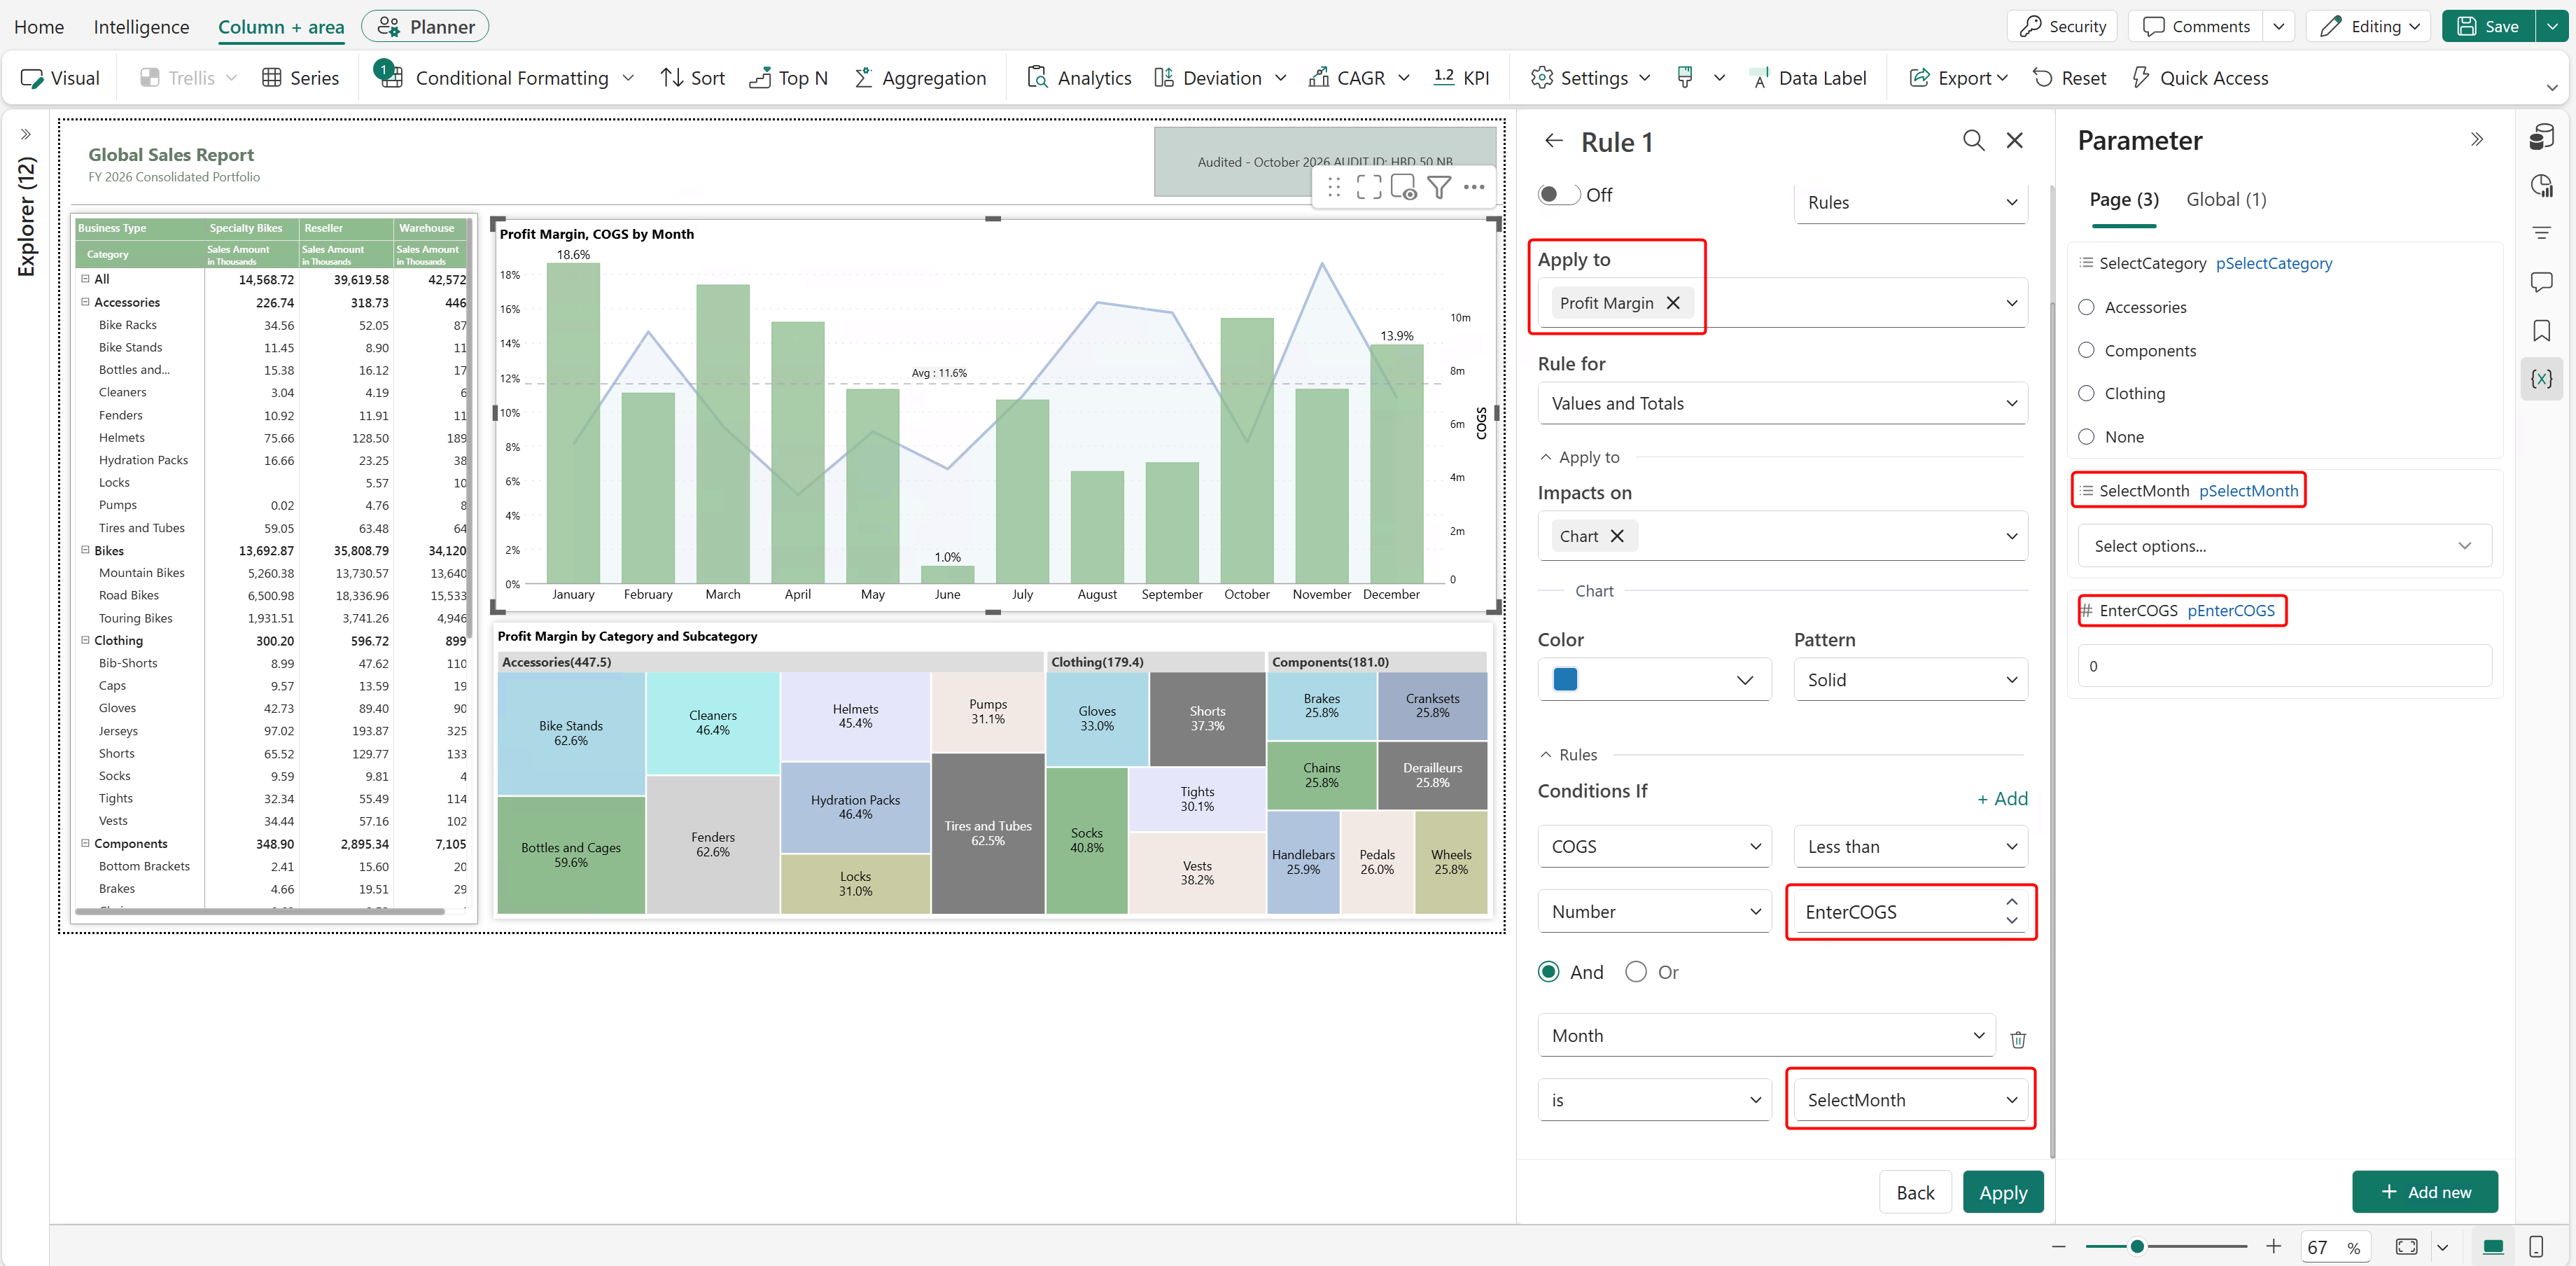 Home Intelligence Column + area Planner Security Comments Editing Save
Visual Trellis Series 1 Conditional Formatting Sort Top N Aggregation Analytics Deviation CAGR 1.2 KPI Settings Data Label Export Reset Quick Access
Explorer (12)
Global Sales Report
FY 2026 Consolidated Portfolio
Audited - October 2026 AUDIT ID: HBD 50 NB
Business Type Specialty Bikes Reseller Warehouse
Category Sales Amount in Thousands Sales Amount in Thousands Sales Amount in Thousands
All 14,568.72 39,619.58 42,572
Accessories 226.74 318.73 446
Bike Racks 34.56 52.05 87
Bike Stands 11.45 8.90 11
Bottles and... 15.38 16.12 17
Cleaners 3.04 4.19 6
Fenders 10.92 11.91 11
Helmets 75.66 128.50 189
Hydration Packs 16.66 23.25 38
Locks 5.57 10
Pumps 0.02 4.76 8
Tires and Tubes 59.05 63.48 64
Bikes 13,692.87 35,808.79 34,120
Mountain Bikes 5,260.38 13,730.57 13,640
Road Bikes 6,500.98 18,336.96 15,533
Touring Bikes 1,931.51 3,741.26 4,946
Clothing 300.20 596.72 899
Bib-Shorts 8.99 47.62 110
Caps 9.57 13.59 19
Gloves 42.73 89.40 90
Jerseys 97.02 193.87 325
Shorts 65.52 129.77 133
Socks 9.59 9.81 4
Tights 32.34 55.49 114
Vests 34.44 57.16 102
Components 348.90 2,895.34 7,105
Bottom Brackets 2.41 15.60 20
Brakes 4.66 19.51 29
Profit Margin, COGS by Month
18.6%
18%
16%
14%
12%
10%
8%
6%
4%
2%
0%
Avg : 11.6%
1.0%
13.9%
10m
8m
6m
4m
2m
0
COGS
January February March April May June July August September October November December
Profit Margin by Category and Subcategory
Accessories(447.5) Clothing(179.4) Components(181.0)
Bike Stands
62.6%
Bottles and Cages
59.6%
Cleaners
46.4%
Fenders
62.6%
Helmets
45.4%
Hydration Packs
46.4%
Locks
31.0%
Pumps
31.1%
Tires and Tubes
62.5%
Gloves
33.0%
Shorts
37.3%
Socks
40.8%
Tights
30.1%
Vests
38.2%
Brakes
25.8%
Cranksets
25.8%
Chains
25.8%
Derailleurs
25.8%
Handlebars
25.9%
Pedals
26.0%
Wheels
25.8%
Rule 1
Off Rules
Apply to
Profit Margin
Rule for
Values and Totals
Apply to
Impacts on
Chart
Chart
Color Pattern
Solid
Rules
Conditions If
+ Add
COGS Less than
Number EnterCOGS
And Or
Month
is SelectMonth
Back Apply
Parameter
Page (3) Global (1)
SelectCategory pSelectCategory
Accessories
Components
Clothing
None
SelectMonth pSelectMonth
Select options...
# EnterCOGS pEnterCOGS
0
+ Add new
67 %